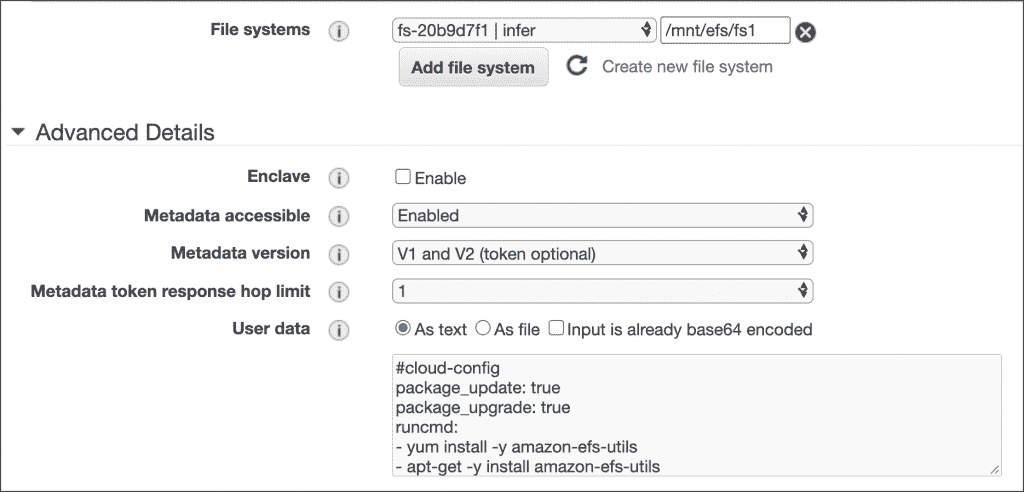 File systems i fs-20b9d7f1 | infer /mnt/efs/fs1
Add file system Create new file system
Advanced Details
Enclave i Enable
Metadata accessible i Enabled
Metadata version i V1 and V2 (token optional)
Metadata token response hop limit i 1
User data i As text As file Input is already base64 encoded
#cloud-config
package_update: true
package_upgrade: true
runcmd:
- yum install -y amazon-efs-utils
- apt-get -y install amazon-efs-utils